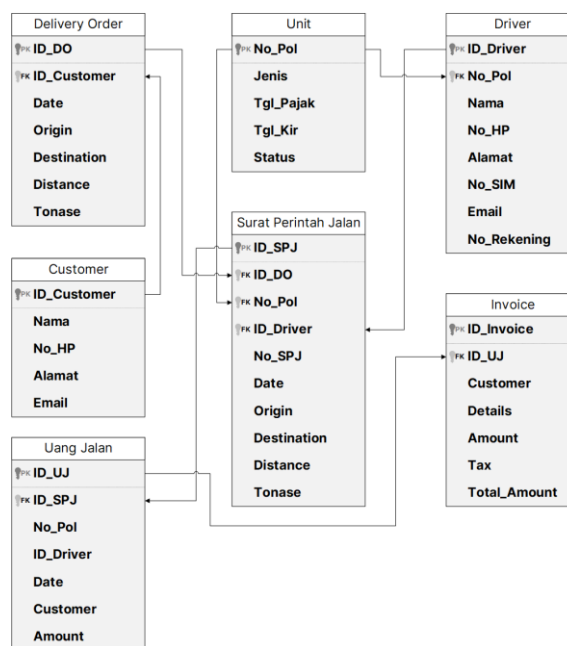 Delivery Order
PK ID_DO
FK ID_Customer
Date
Origin
Destination
Distance
Tonase
Customer
PK ID_Customer
Nama
No_HP
Alamat
Email
Uang Jalan
PK ID_UJ
FK ID_SPJ
No_Pol
ID_Driver
Date
Customer
Amount
Unit
PK No_Pol
Jenis
Tgl_Pajak
Tgl_Kir
Status
Surat Perintah Jalan
PK ID_SPJ
FK ID_DO
FK No_Pol
FK ID_Driver
No_SPJ
Date
Origin
Destination
Distance
Tonase
Driver
PK ID_Driver
FK No_Pol
Nama
No_HP
Alamat
No_SIM
Email
No_Rekening
Invoice
PK ID_Invoice
FK ID_UJ
Customer
Details
Amount
Tax
Total_Amount